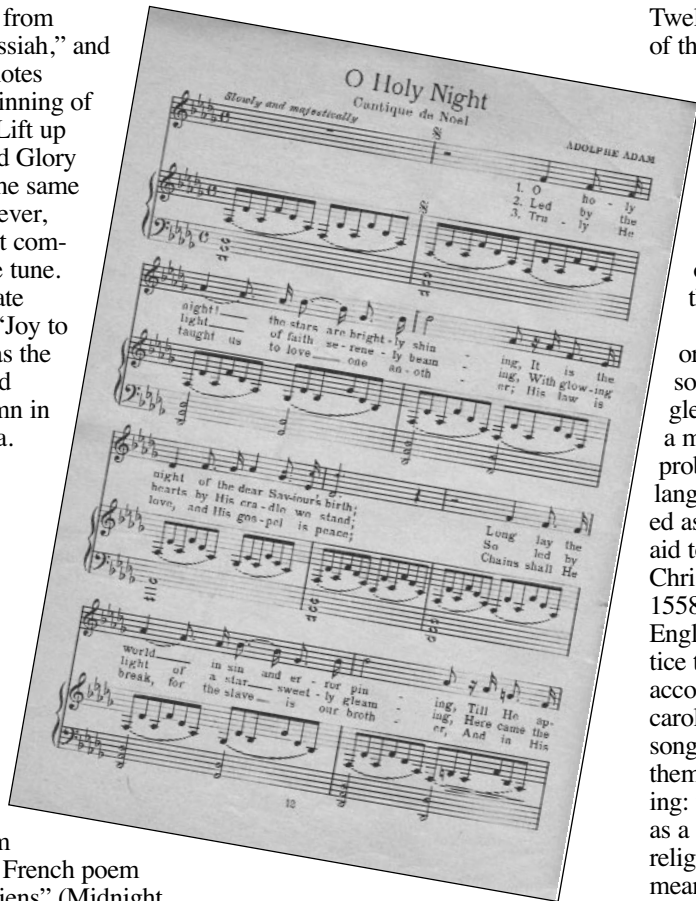 from
ssiah,” and
otes
inning of
Lift up
d Glory
he same
ever,
t com-
e tune.
ate
“Joy to
as the
d
mn in
a.
n
French poem
iens” (Midnight
O Holy Night
Cantique de Noel
Slowly and majestically
ADOLPHE ADAM
1. O ho - ly
2. Led by the
3. Tru - ly He
night! the stars are bright - ly shin - ing, It is the
light of faith se - rene - ly beam - ing, With glow - ing
taught us to love one an - oth - er; His law is
night of the dear Sav - iour's birth; Long lay the
hearts by His cra - dle we stand; So led by
love, and His gos - pel is peace; Chains shall He
world in sin and er - ror pin - ing, Till He ap-
light of a star sweet - ly gleam - ing, Here came the
break, for the slave is our broth - er, And in His
12
Twel
of th
o
th
on
so
gle
a m
prob
lang
ed as
aid to
Chri
1558
Engl
tice t
acco
carol
song
them
ing:
as a
relig
mean